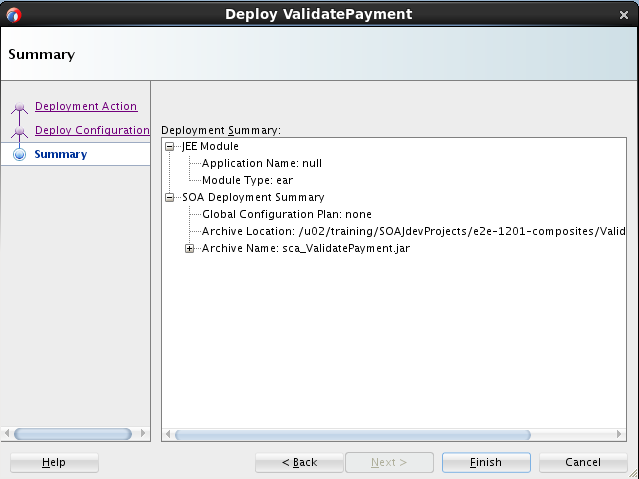 Deploy ValidatePayment
Summary
Deployment Action
Deploy Configuration
Summary
Deployment Summary:
JEE Module
Application Name: null
Module Type: ear
SOA Deployment Summary
Global Configuration Plan: none
Archive Location: /u02/training/SOAJdevProjects/e2e-1201-composites/Valid
Archive Name: sca_ValidatePayment.jar
Help
< Back
Next >
Finish
Cancel